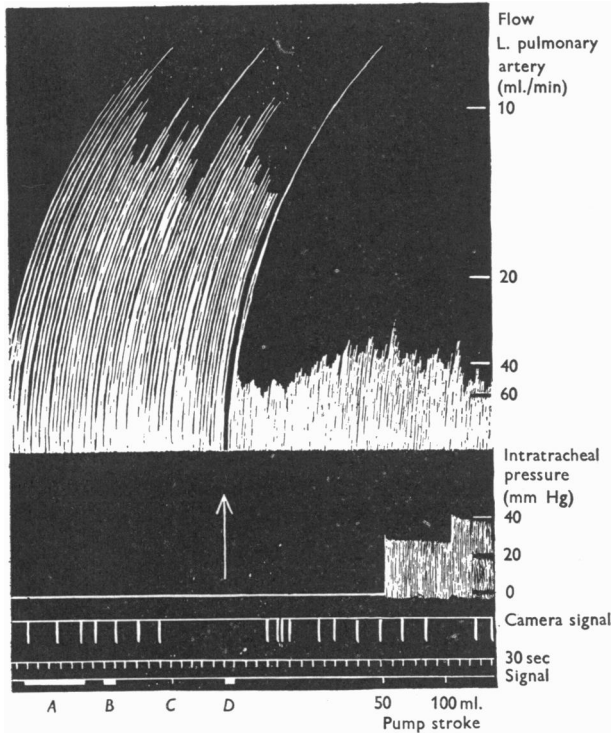 Flow
L. pulmonary
artery
(ml./min)
10
20
40
60
Intratracheal
pressure
(mm Hg)
40
20
0
Camera signal
30 sec
Signal
A B C D 50 100 ml.
Pump stroke